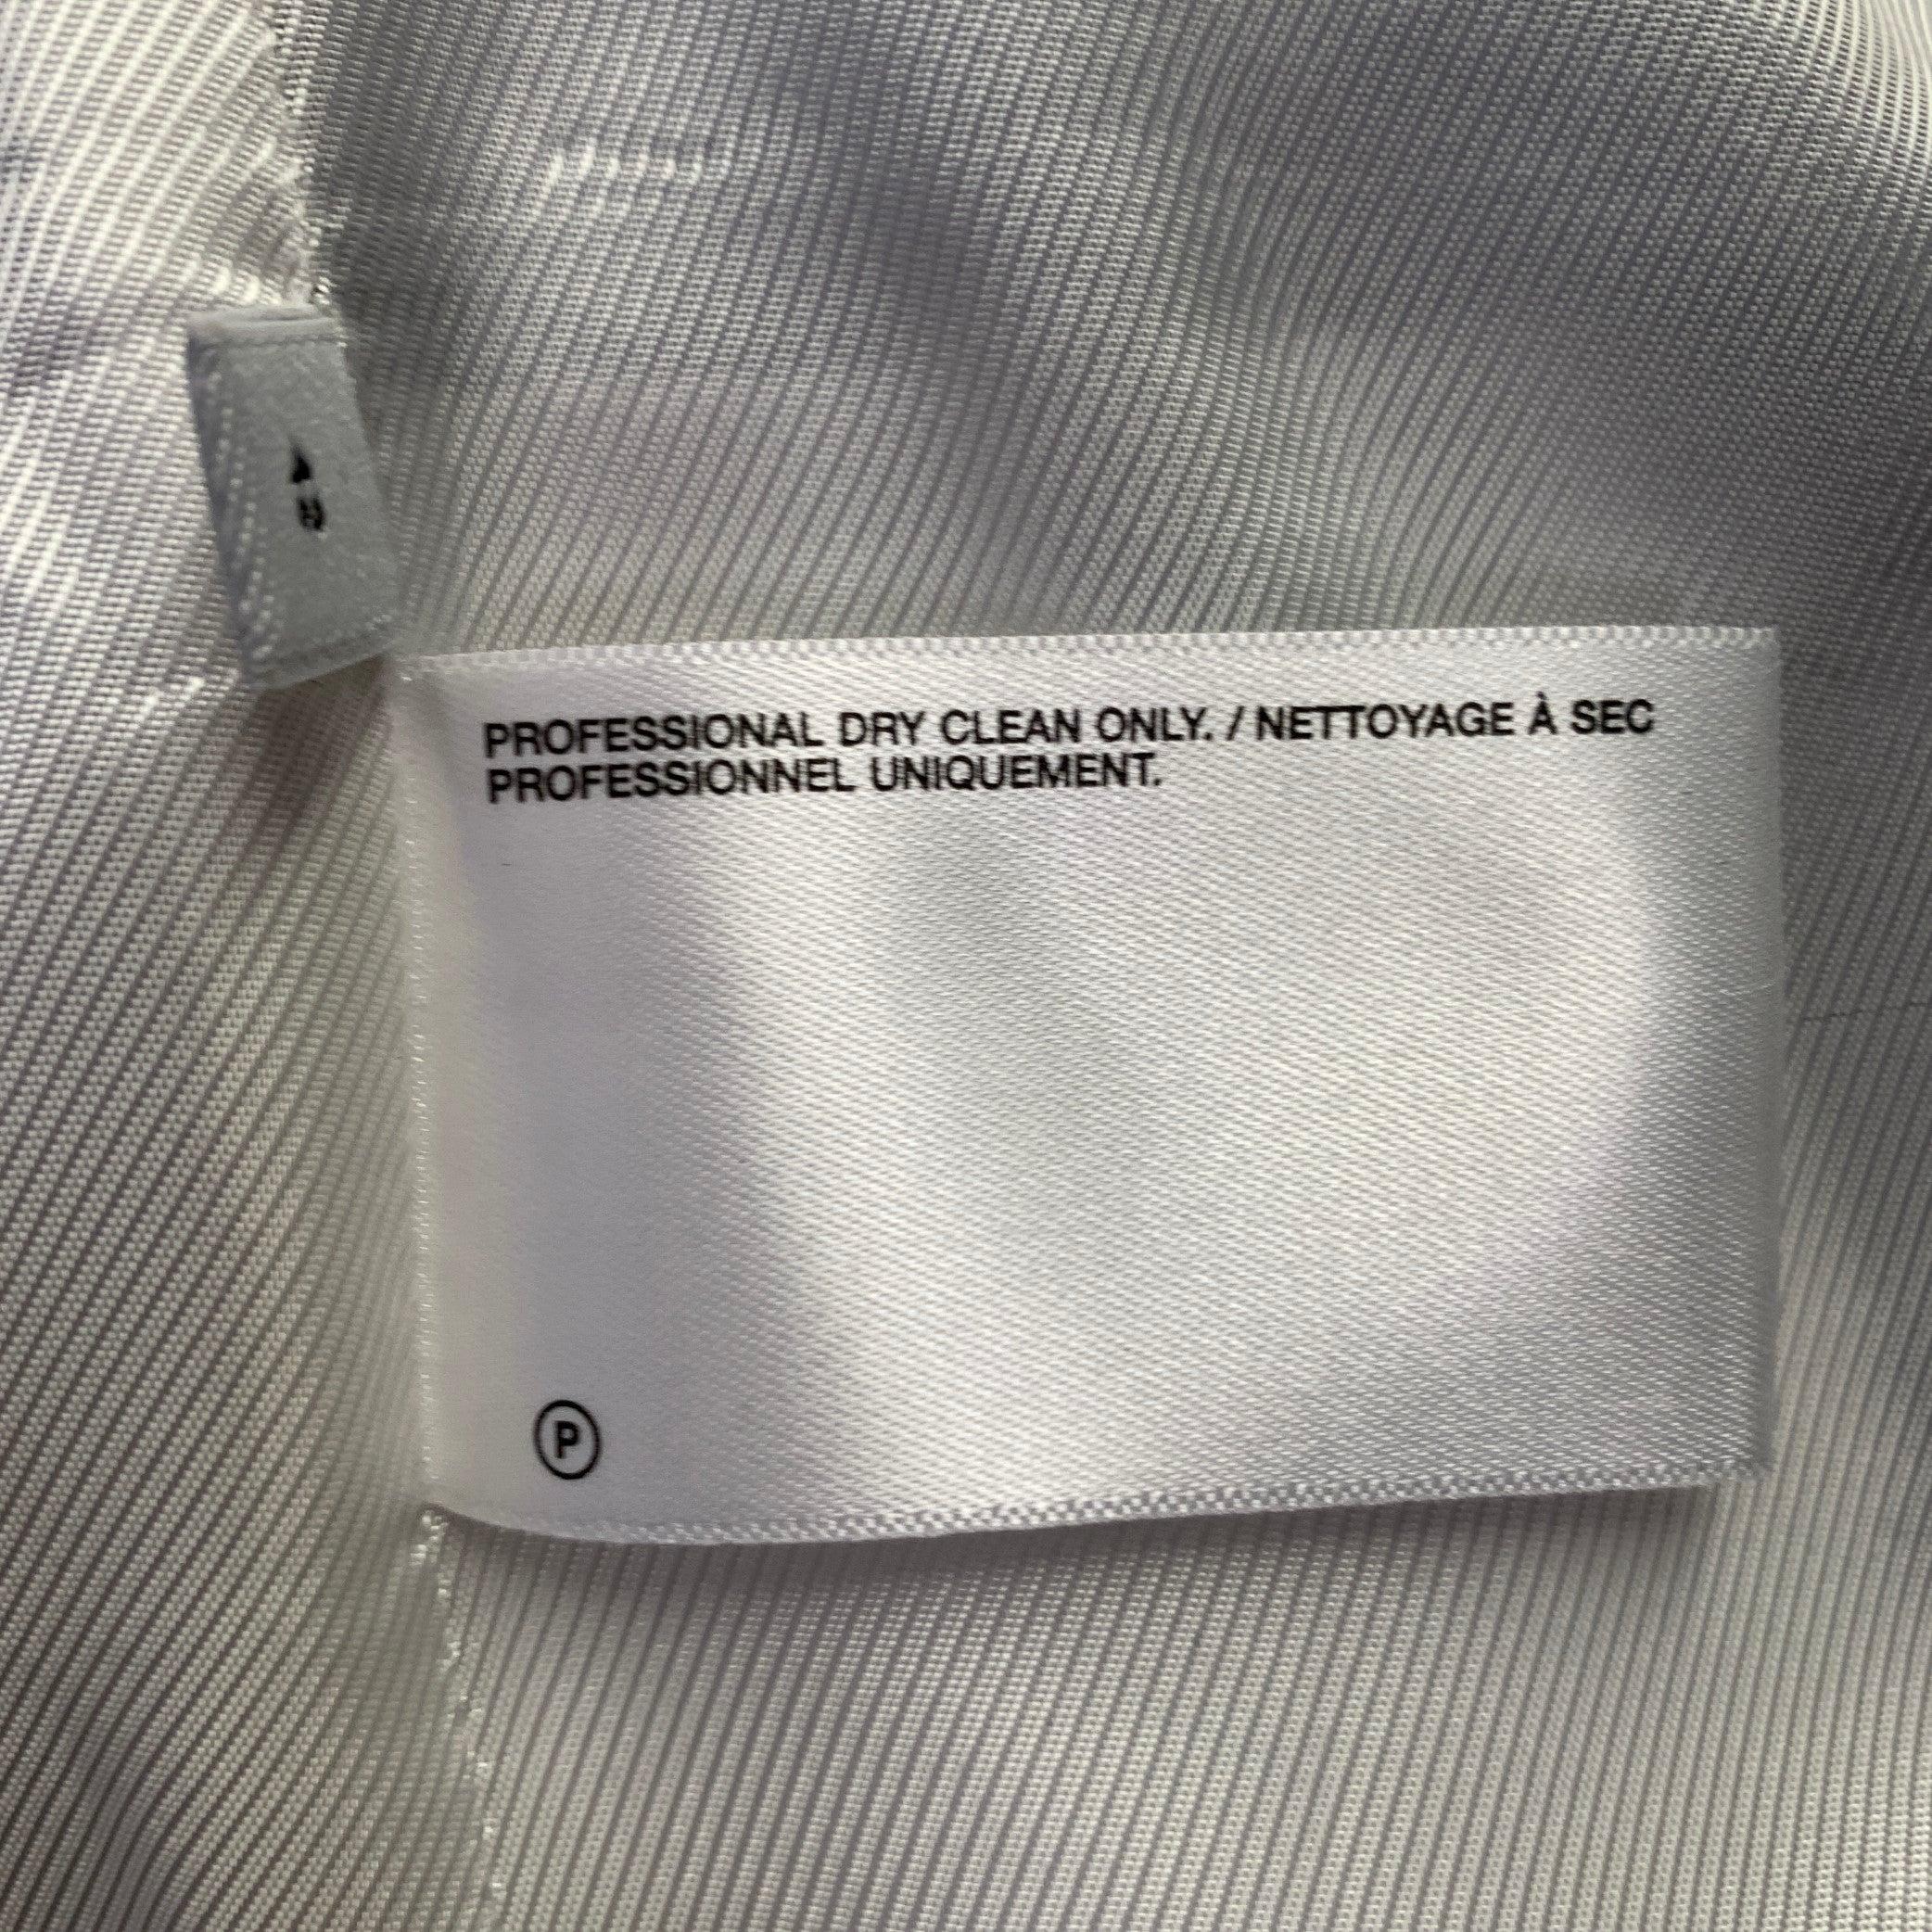 PROFESSIONAL DRY CLEAN ONLY. / NETTOYAGE À SEC
PROFESSIONNEL UNIQUEMENT.
P